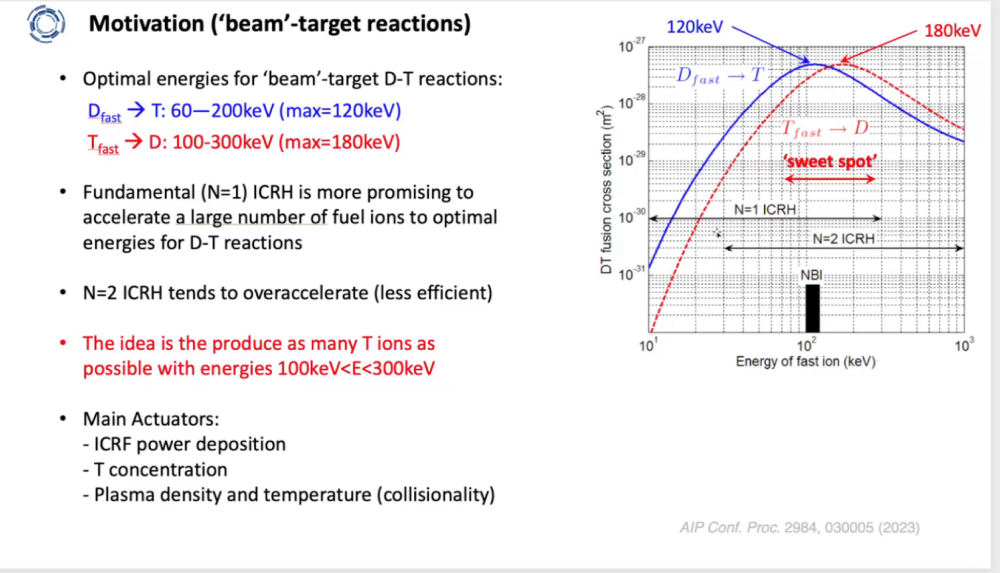 Motivation (‘beam’-target reactions)
• Optimal energies for ‘beam’-target D-T reactions:
Dfast → T: 60—200keV (max=120keV)
Tfast → D: 100-300keV (max=180keV)
• Fundamental (N=1) ICRH is more promising to
accelerate a large number of fuel ions to optimal
energies for D-T reactions
• N=2 ICRH tends to overaccelerate (less efficient)
• The idea is the produce as many T ions as
possible with energies 100keV<E<300keV
• Main Actuators:
- ICRF power deposition
- T concentration
- Plasma density and temperature (collisionality)
120keV
180keV
10-27
10-28
10-29
10-30
10-31
DT fusion cross section (m2)
Dfast → T
Tfast → D
‘sweet spot’
N=1 ICRH
N=2 ICRH
NBI
101
102
103
Energy of fast ion (keV)
AIP Conf. Proc. 2984, 030005 (2023)